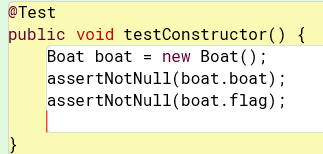 @Test
public void testConstructor() {
    Boat boat = new Boat();
    assertNotNull(boat.boat);
    assertNotNull(boat.flag);
}